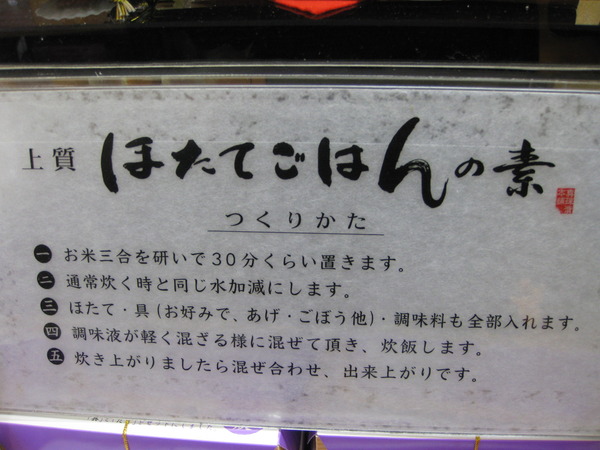 上質 ほたてごはんの素
つくりかた
一 お米三合を研いで30分くらい置きます。
二 通常炊く時と同じ水加減にします。
三 ほたて・具(お好みで、あげ・ごぼう他)・調味料も全部入れます。
四 調味液が軽く混ざる様に混ぜて頂き、炊飯します。
五 炊き上がりましたら混ぜ合わせ、出来上がりです。